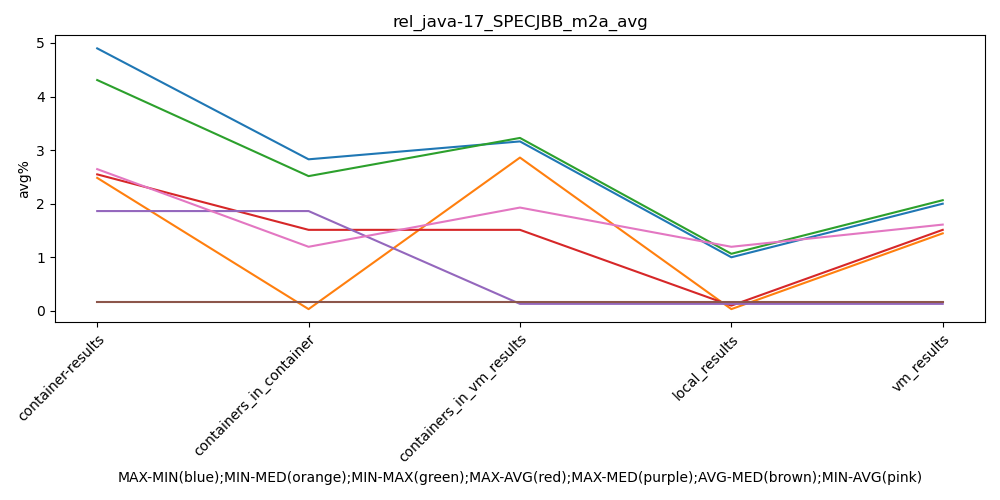 rel_java-17_SPECJBB_m2a_avg
avg%
5
4
3
2
1
0
container-results
containers_in_container
containers_in_vm_results
local_results
vm_results
MAX-MIN(blue);MIN-MED(orange);MIN-MAX(green);MAX-AVG(red);MAX-MED(purple);AVG-MED(brown);MIN-AVG(pink)